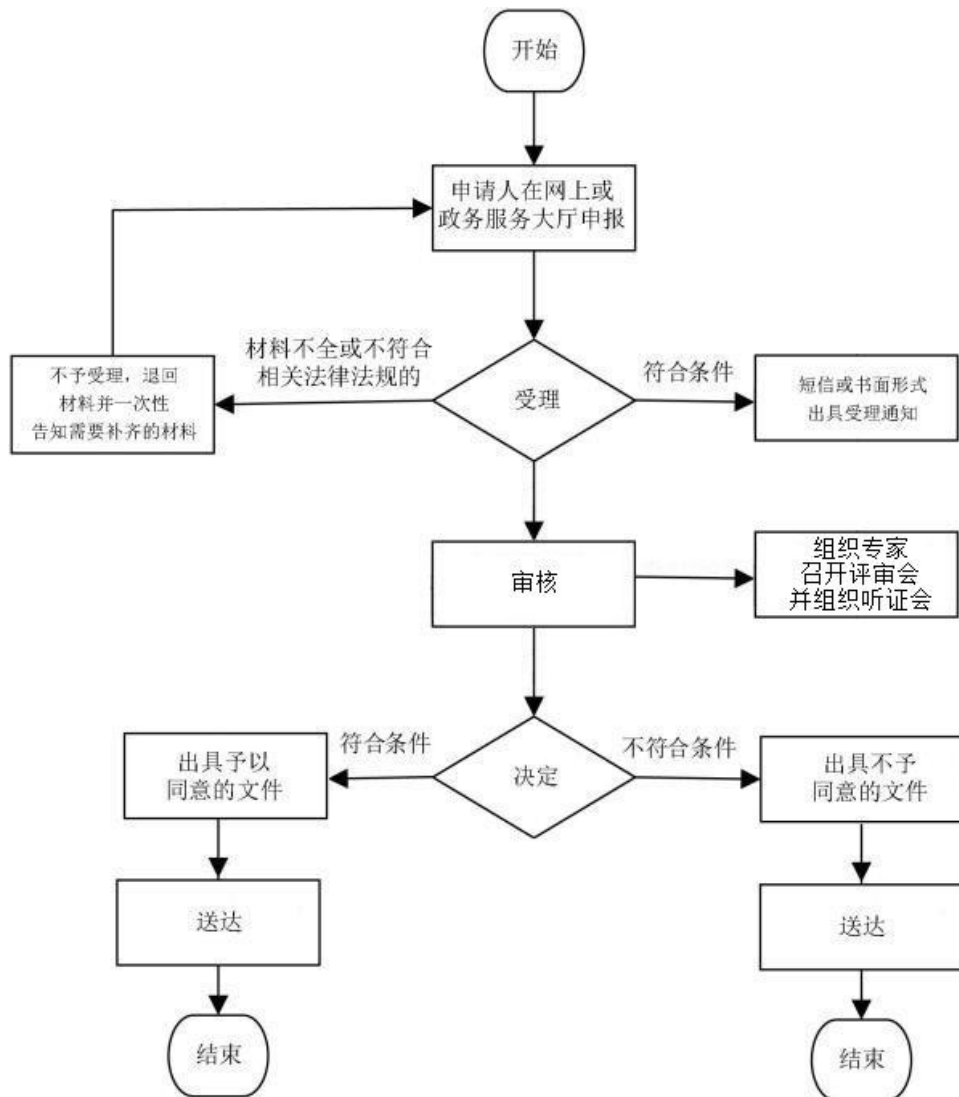 开始
申请人在网上或
政务服务大厅申报
材料不全或不符合
相关法律法规的
符合条件
不予受理，退回
材料并一次性
告知需要补齐的材料
受理
短信或书面形式
出具受理通知
审核
组织专家
召开评审会
并组织听证会
符合条件
不符合条件
出具予以
同意的文件
决定
出具不予
同意的文件
送达
送达
结束
结束